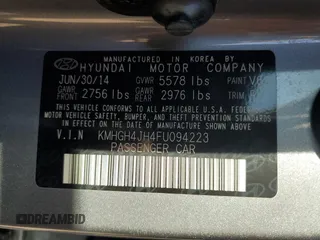 MANUFACTURED IN KOREA BY
HYUNDAI MOTOR COMPANY
JUN/30/14 GVWR 5578 lbs PAINT
GAWR FRONT 2756 lbs GAWR REAR 2976 lbs TRIM
THIS VEHICLE CONFORMS TO ALL APPLICABLE U.S.
FEDERAL MOTOR VEHICLE SAFETY, BUMPER, AND
THEFT PREVENTION STANDARDS IN EFFECT ON THE
DATE OF MANUFACTURE SHOWN ABOVE.
V.I.N KMHGH4JH4FU094223
PASSENGER CAR
DREAMBID